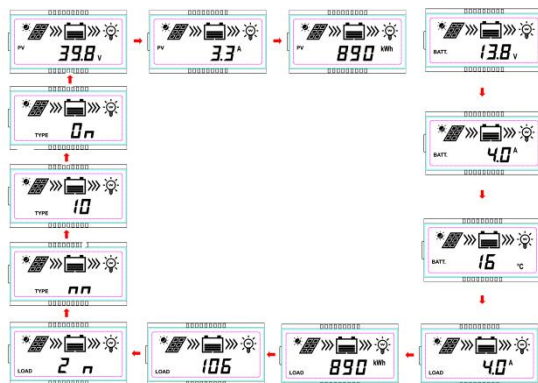 PV 39.8 V
PV 3.3 A
PV 890 kWh
BATT. 13.8 V
TYPE 0n
BATT. 4.0 A
TYPE 10
BATT. 16 °C
TYPE nn
LOAD 2 n
LOAD 106
LOAD 890 kWh
LOAD 4.0 A